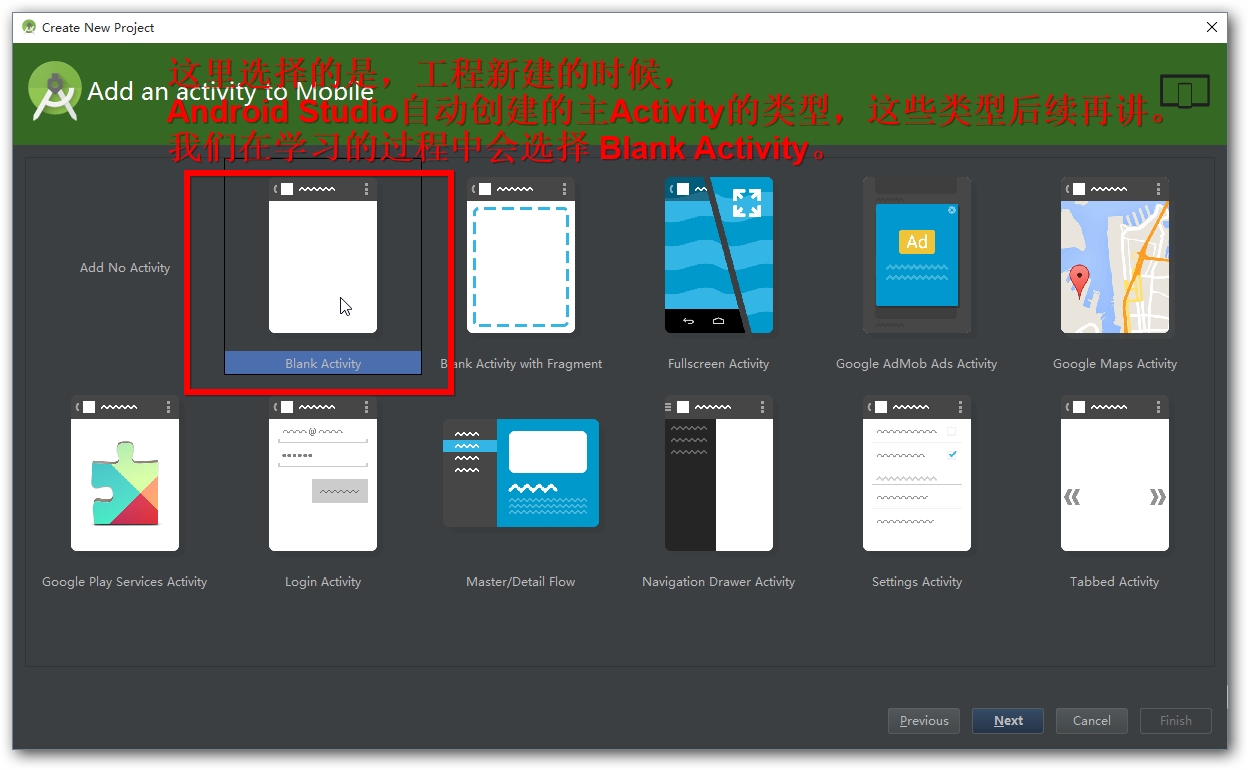 Create New Project
Add an activity to Mobile
这里选择的是，工程新建的时候，
Android Studio自动创建的主Activity的类型，这些类型后续再讲。
我们在学习的过程中会选择 Blank Activity。
Ad
Add No Activity
Blank Activity
Blank Activity with Fragment
Fullscreen Activity
Google AdMob Ads Activity
Google Maps Activity
@
Google Play Services Activity
Login Activity
Master/Detail Flow
Navigation Drawer Activity
Settings Activity
Tabbed Activity
Previous
Next
Cancel
Finish